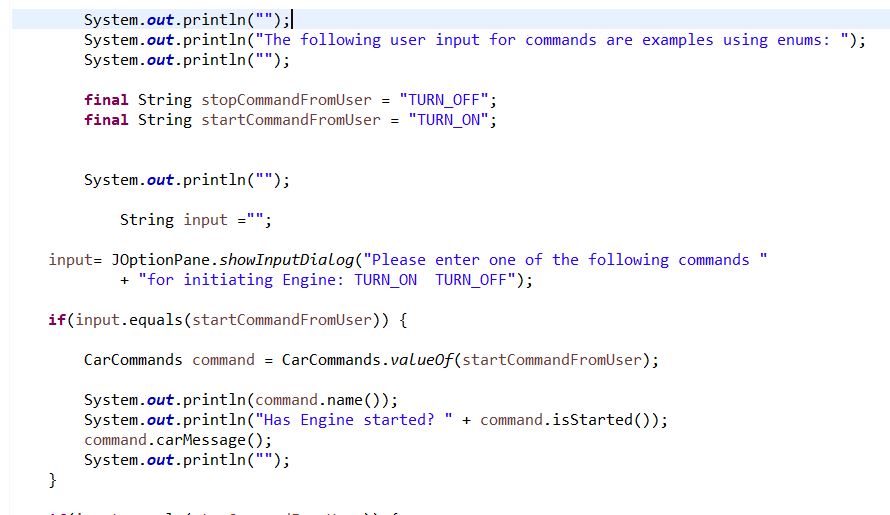 System.out.println("");
System.out.println("The following user input for commands are examples using enums: ");
System.out.println("");
final String stopCommandFromUser = "TURN_OFF";
final String startCommandFromUser = "TURN_ON";
System.out.println("");
String input ="";
input= JOptionPane.showInputDialog("Please enter one of the following commands "
+ "for initiating Engine: TURN_ON  TURN_OFF");
if(input.equals(startCommandFromUser)) {
CarCommands command = CarCommands.valueOf(startCommandFromUser);
System.out.println(command.name());
System.out.println("Has Engine started? " + command.isStarted());
command.carMessage();
System.out.println("");
}